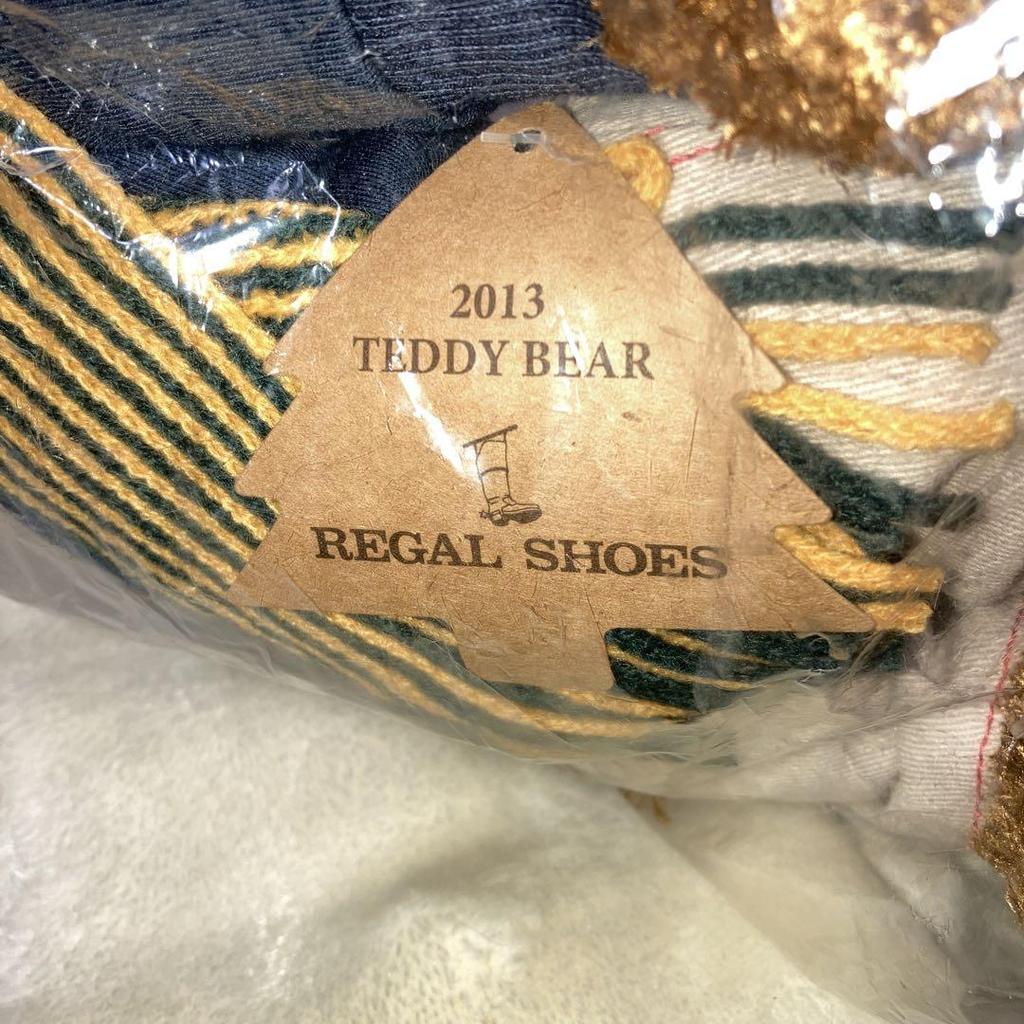 2013
TEDDY BEAR
REGAL SHOES